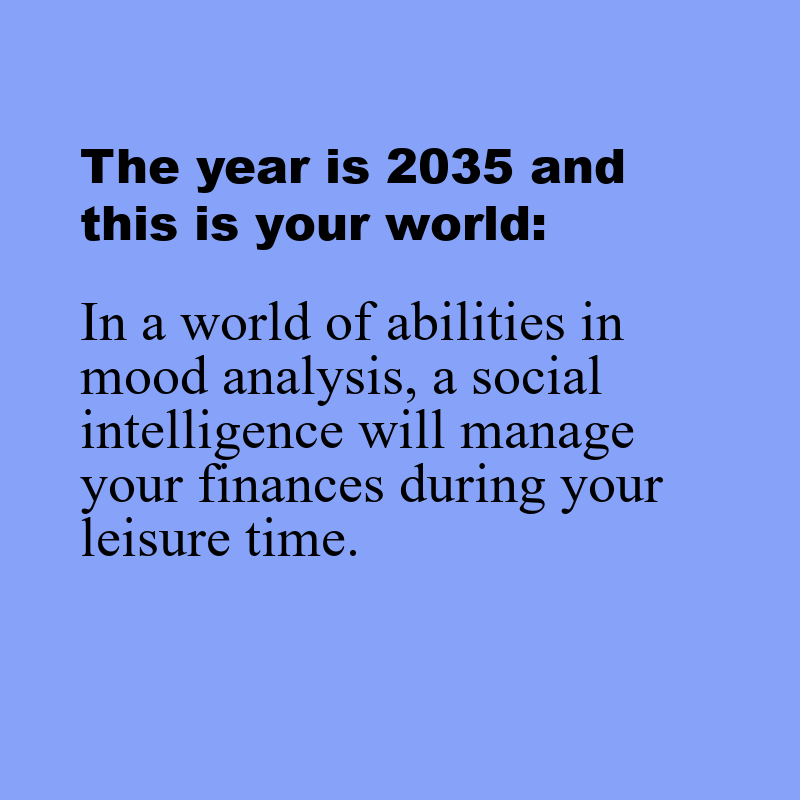 The year is 2035 and
this is your world:
In a world of abilities in
mood analysis, a social
intelligence will manage
your finances during your
leisure time.